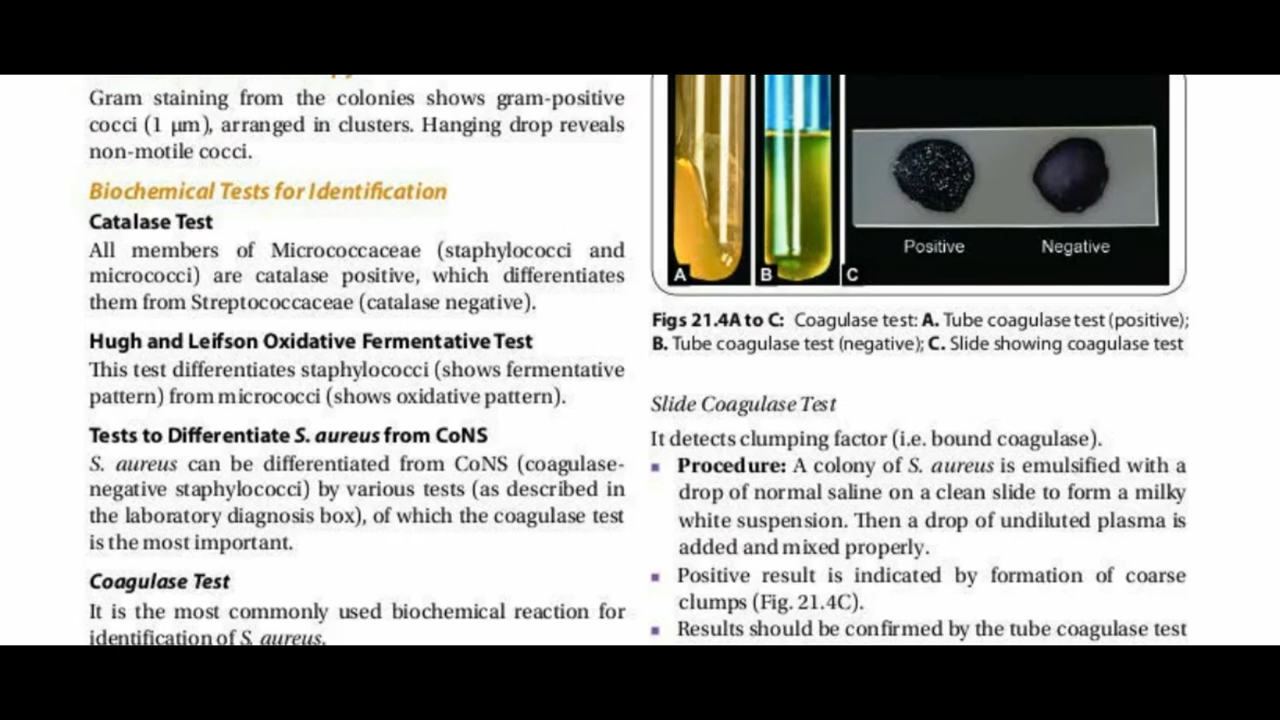 Gram staining from the colonies shows gram-positive
cocci (1 µm), arranged in clusters. Hanging drop reveals
non-motile cocci.
Biochemical Tests for Identification
Catalase Test
All members of Micrococcaceae (staphylococci and
micrococci) are catalase positive, which differentiates
them from Streptococcaceae (catalase negative).
Hugh and Leifson Oxidative Fermentative Test
This test differentiates staphylococci (shows fermentative
pattern) from micrococci (shows oxidative pattern).
Tests to Differentiate S. aureus from CoNS
S. aureus can be differentiated from CoNS (coagulase-
negative staphylococci) by various tests (as described in
the laboratory diagnosis box), of which the coagulase test
is the most important.
Coagulase Test
It is the most commonly used biochemical reaction for
identification of S. aureus.
Positive Negative
A B C
Figs 21.4A to C: Coagulase test: A. Tube coagulase test (positive);
B. Tube coagulase test (negative); C. Slide showing coagulase test
Slide Coagulase Test
It detects clumping factor (i.e. bound coagulase).
▪ Procedure: A colony of S. aureus is emulsified with a
drop of normal saline on a clean slide to form a milky
white suspension. Then a drop of undiluted plasma is
added and mixed properly.
▪ Positive result is indicated by formation of coarse
clumps (Fig. 21.4C).
▪ Results should be confirmed by the tube coagulase test